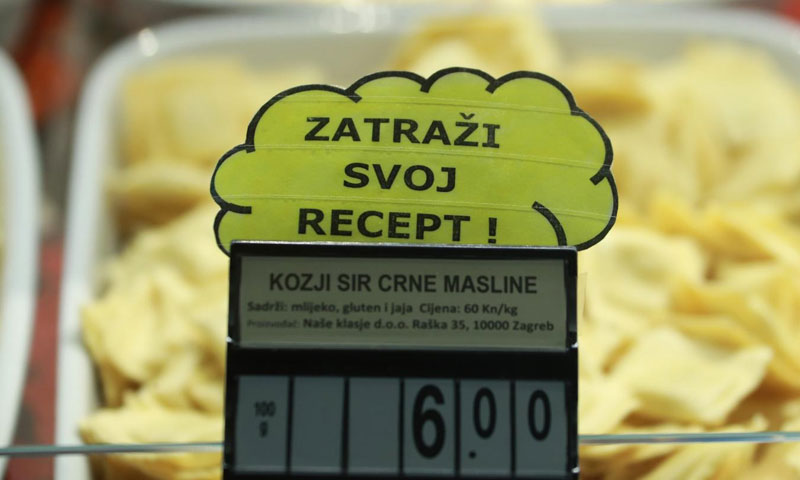 ZATRAŽI
SVOJ
RECEPT !
KOZJI SIR CRNE MASLINE
Sadrži: mlijeko, gluten i jaja Cijena: 60 Kn/kg
Proizvođač: Naše klasje d.o.o. Raška 35, 10000 Zagreb
100 g 6.00